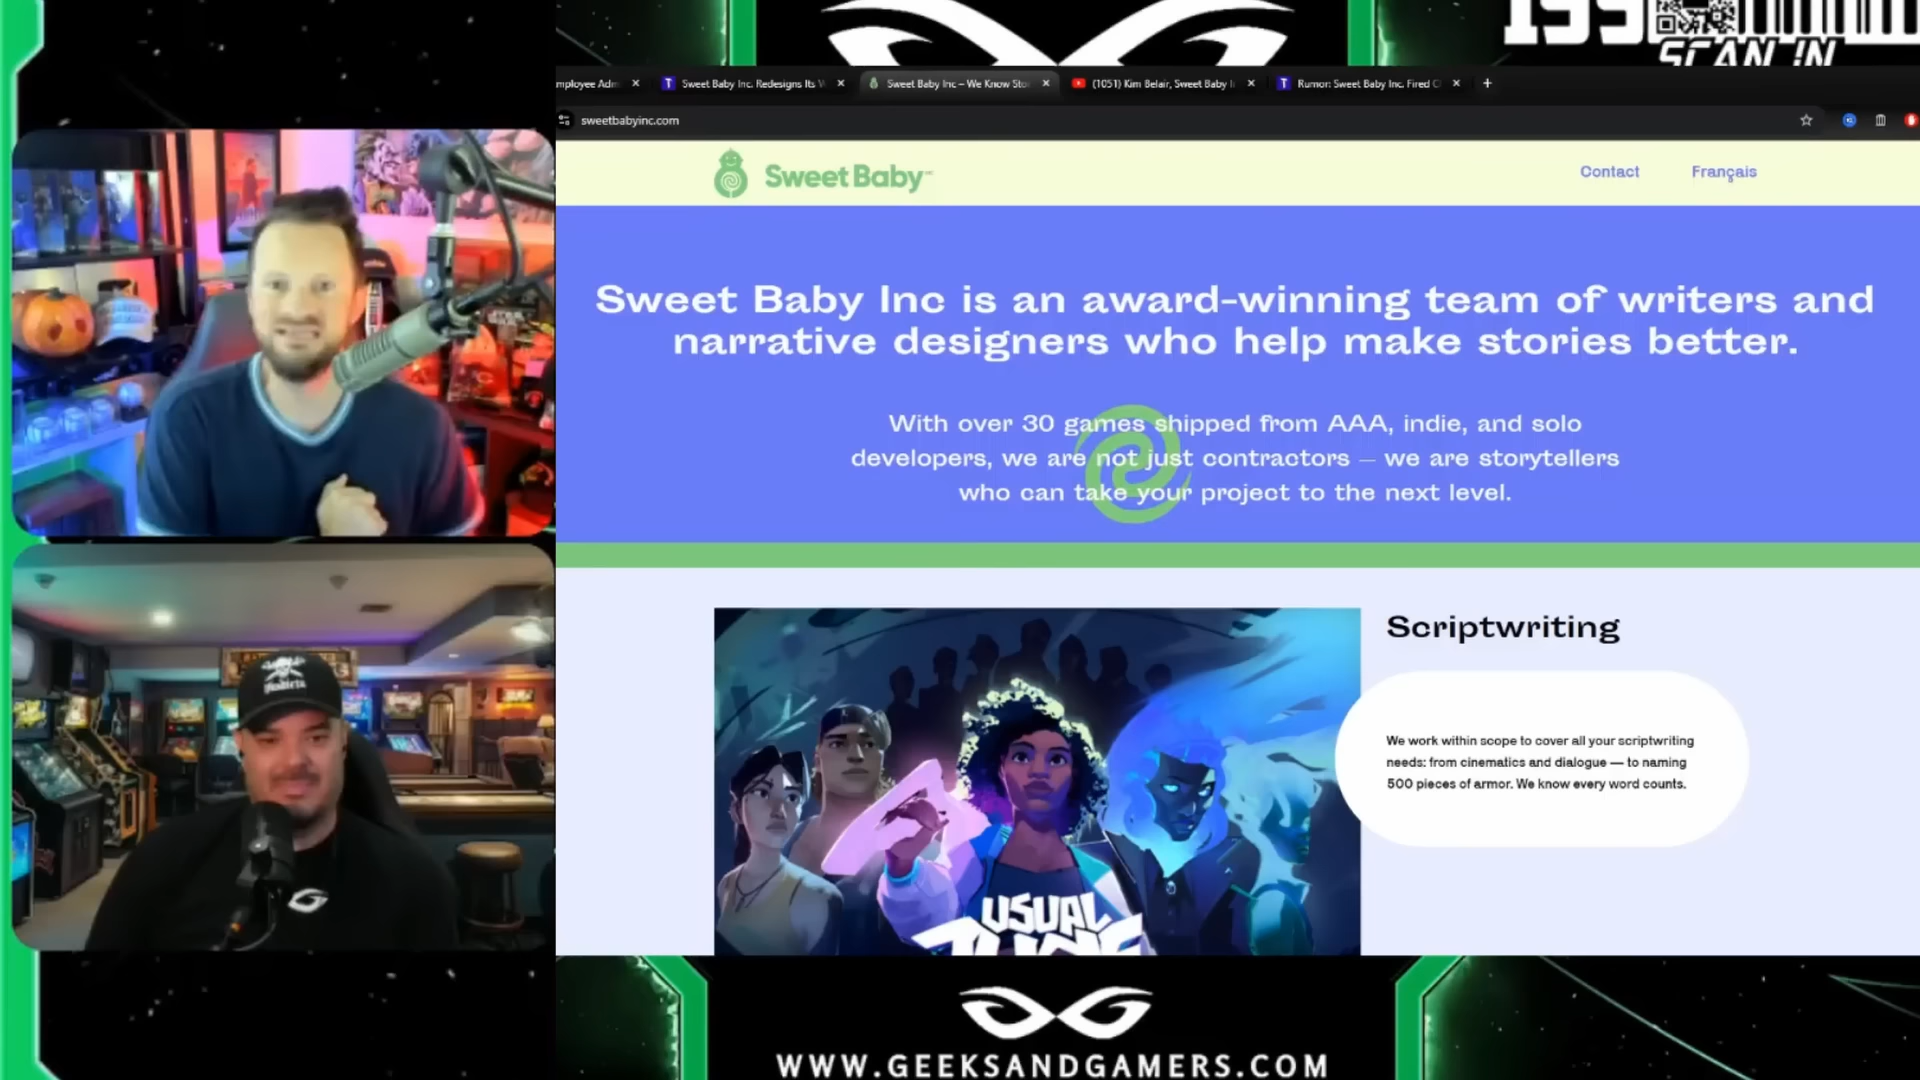 SCAN IN
mployee Adm
Sweet Baby Inc. Redesigns Its W
Sweet Baby Inc – We Know Sto
(1051) Kim Belair, Sweet Baby I
Rumor: Sweet Baby Inc. Fired C
sweetbabyinc.com
Sweet Baby
Contact
Français
Sweet Baby Inc is an award-winning team of writers and
narrative designers who help make stories better.
With over 30 games shipped from AAA, indie, and solo
developers, we are not just contractors — we are storytellers
who can take your project to the next level.
Scriptwriting
We work within scope to cover all your scriptwriting
needs: from cinematics and dialogue — to naming
500 pieces of armor. We know every word counts.
USUAL
WWW.GEEKSANDGAMERS.COM